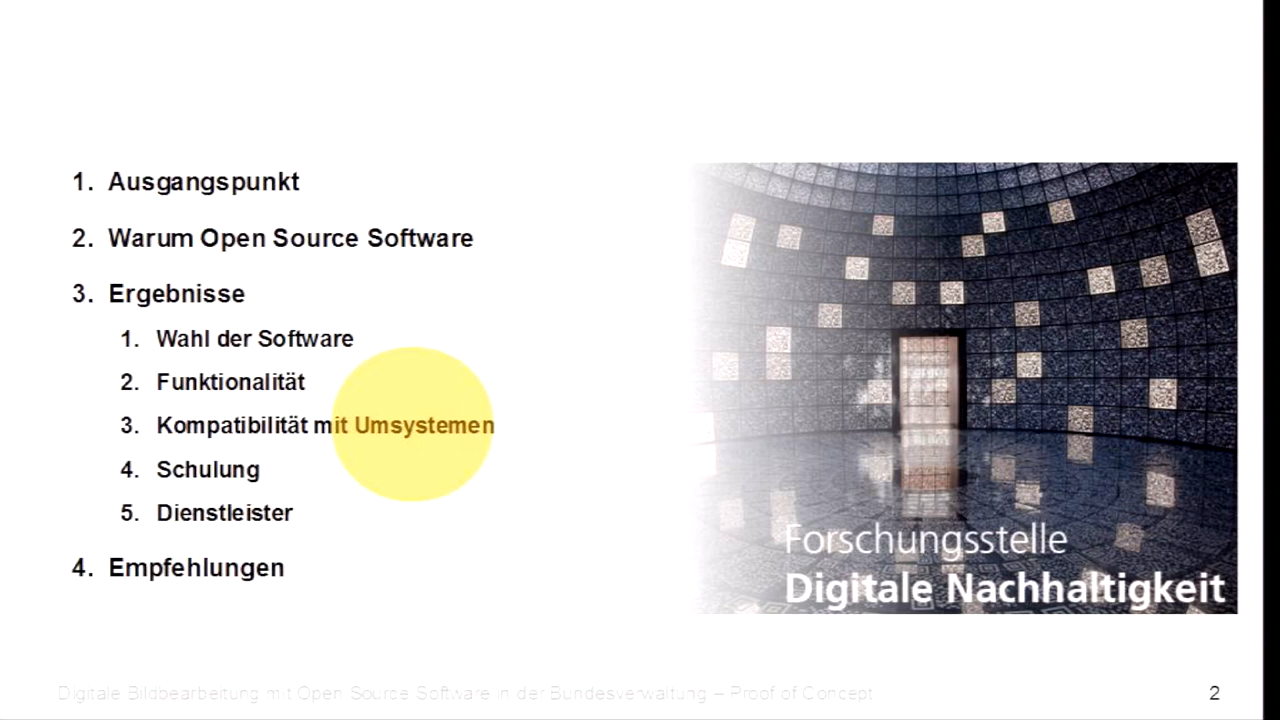 1. Ausgangspunkt
2. Warum Open Source Software
3. Ergebnisse
1. Wahl der Software
2. Funktionalität
3. Kompatibilität mit Umsystemen
4. Schulung
5. Dienstleister
4. Empfehlungen
Forschungsstelle
Digitale Nachhaltigkeit
Digitale Bildbearbeitung mit Open Source Software in der Bundesverwaltung – Proof of Concept
2